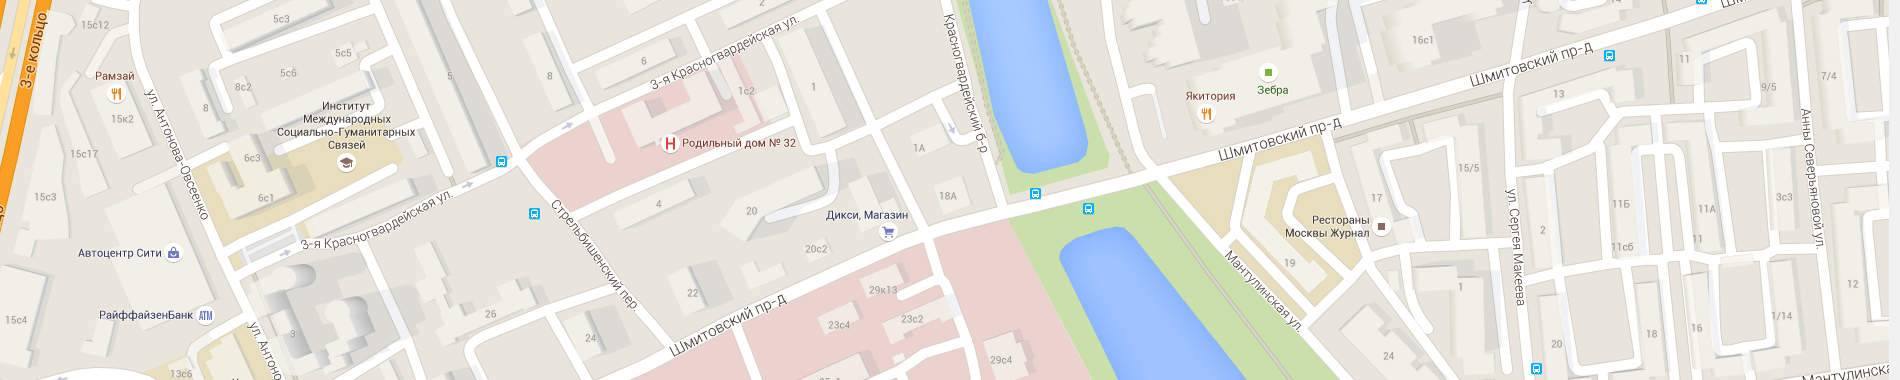 15с12
3-е кольцо
Рамзай
15к2
15с17
15с3
15с4
ул. Антонова-Овсеенко
5с3
5с5
5с6
8с2
8
Институт
Международных
Социально-Гуманитарных
Связей
6с3
6с1
5
8
6
3-я Красногвардейская ул.
1с2
1
Родильный дом № 32
Автоцентр Сити
3-я Красногвардейская ул.
РайффайзенБанк
ATM
ул. Антоно
13с6
3
26
24
22
Стрельбищенский пер.
4
20
20с2
Дикси, Магазин
18А
1А
Красногвардейский б-р
Шмитовский пр-д
29к13
23с4
23с2
29с4
Якитория
Зебра
16с1
Шмитовский пр-д
Шмитовский пр-д
13
9/5
7/4
15/5
17
Рестораны
Москвы Журнал
19
Мантулинская ул.
24
1
ул. Сергея Макеева
2
11Б
11сб
11А
3с3
Анны Северьяновой ул.
12
1/14
16
18
20
Мантулинска